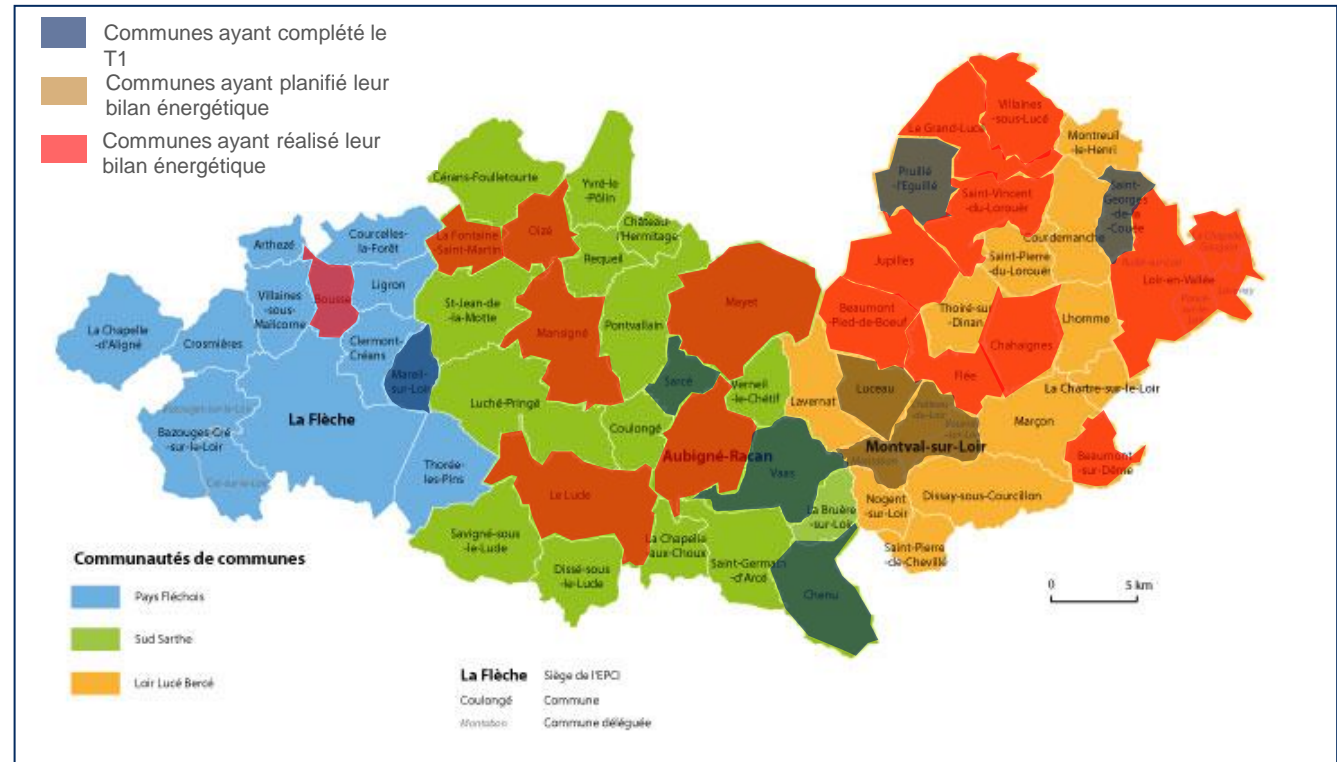 Communes ayant complété le
T1
Communes ayant planifié leur
bilan énergétique
Communes ayant réalisé leur
bilan énergétique
Villaines
-sous-Lucé
Le Grand-Lucé
Montreuil
-le-Henri
Pruillé
-l'Eguillé
Saint-
Georges-
de-la
-Couée
Saint-Vincent
-du-Lorouër
Cérans-Foulletourte
Yvré-le
-Pôlin
Château-
l'Hermitage
Courcelles
-la-Forêt
Arthezé
La Fontaine
-Saint-Martin
Oizé
Requeil
Courdemanche
Saint-Pierre
-du-Lorouër
Jupilles
Loir-en-Vallée
Villaines
-sous-
Malicorne
Bousse
Ligron
St-Jean-de
-la-Motte
Mansigné
Pontvallain
Mayet
Beaumont
-Pied-de-Boeuf
Thoiré-sur
-Dinan
Lhomme
La Chapelle
-d'Aligné
Crosmières
Clermont-
Créans
Mareil-
sur-Loir
Sarcé
Verneil
-le-Chétif
Lavernat
Luceau
Flée
Chahaignes
La Chartre-sur-le-Loir
Luché-Pringé
Coulongé
Marçon
La Flèche
Bazouges-Cré
-sur-le-Loir
Thorée-
les-Pins
Aubigné-Racan
Vaas
Montval-sur-Loir
Beaumont
-sur-Dême
Le Lude
La Bruère
-sur-Loir
Nogent
-sur-Loir
Dissay-sous-Courcillon
Savigné-sous
-le-Lude
Dissé-sous
-le-Lude
La Chapelle
-aux-Choux
Saint-Germain
-d'Arcé
Chenu
Saint-Pierre
-de-Chevillé
Communautés de communes
Pays Fléchois
Sud Sarthe
Loir Lucé Bercé
0 5 km
La Flèche Siège de l'EPCI
Coulongé Commune
Montabon Commune déléguée